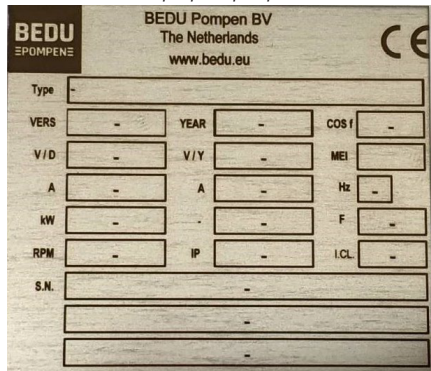 BEDU
POMPEN
BEDU Pompen BV
The Netherlands
www.bedu.eu
CE
Type -
VERS - YEAR - COS f -
V / D - V / Y - MEI
A - A - Hz -
kW - - - F -
RPM - IP - I.CL. -
S.N. -
-
-